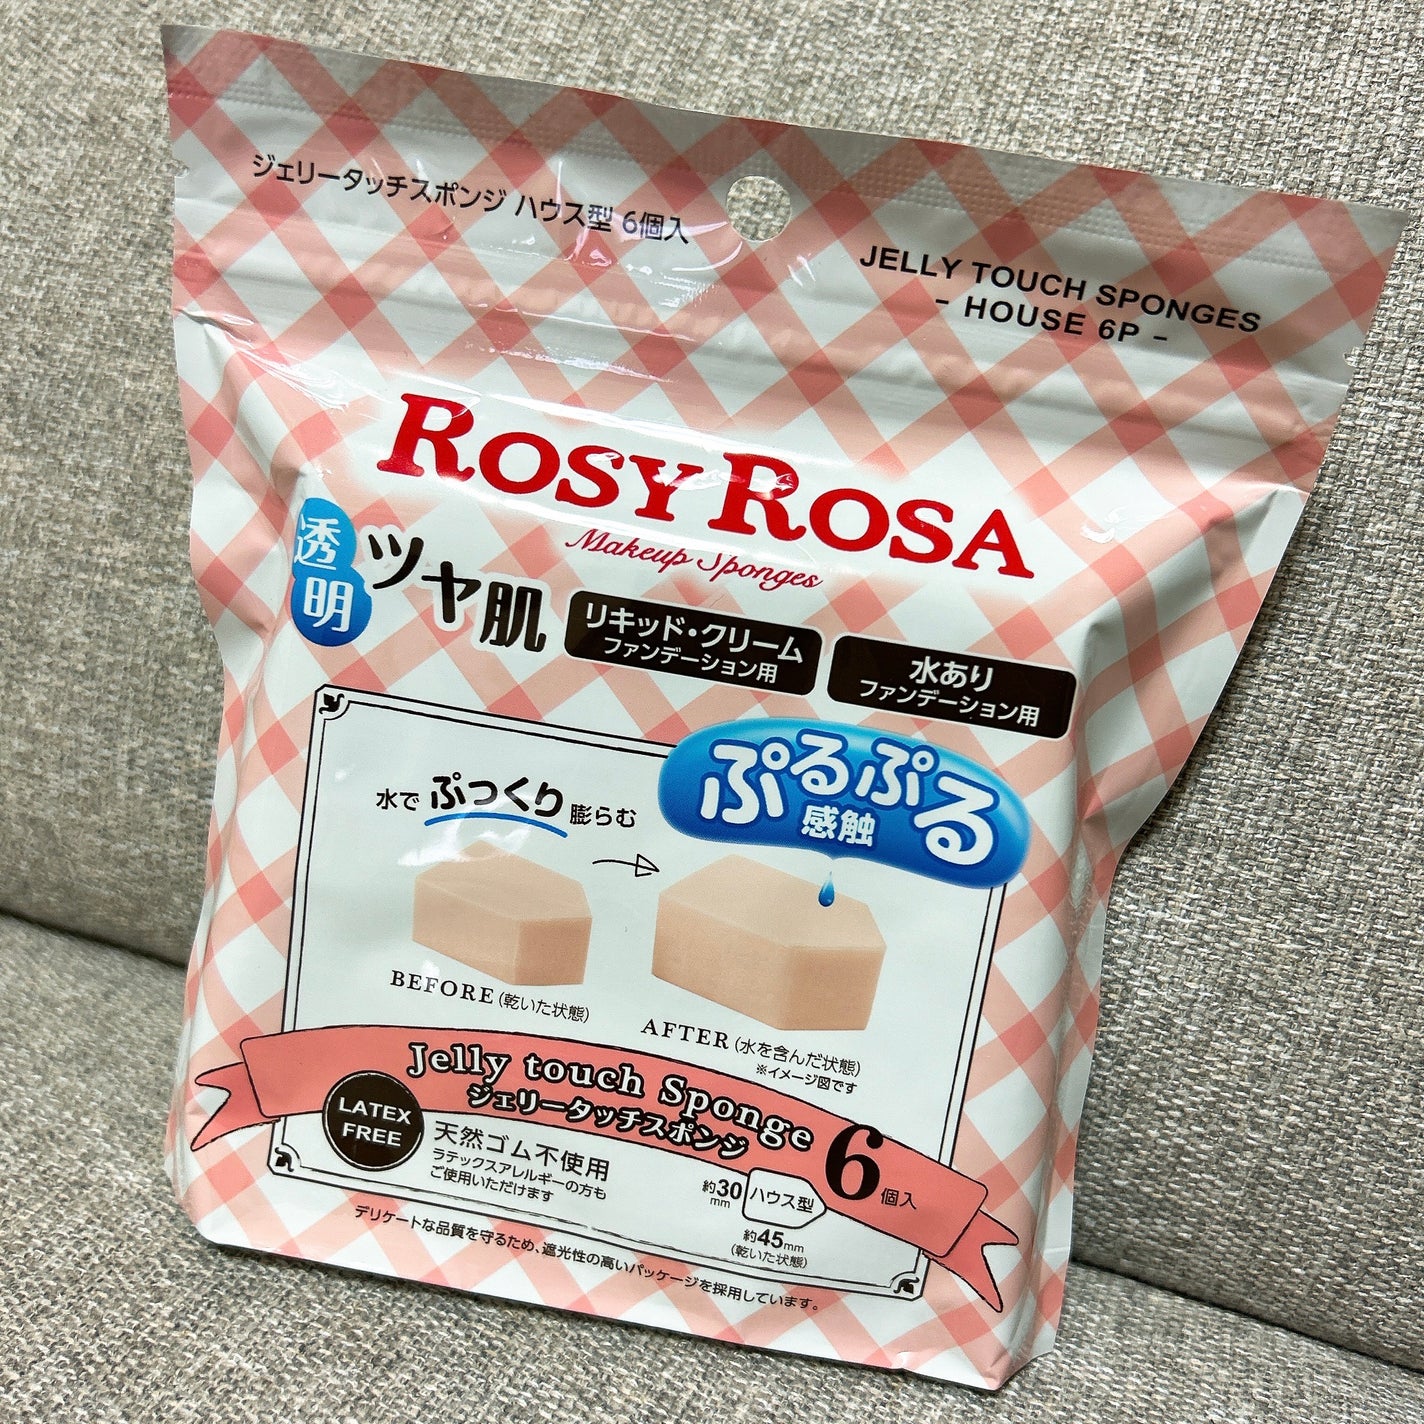 ジェリータッチスポンジ ハウス型 6個入
JELLY TOUCH SPONGES
- HOUSE 6P -
ROSY ROSA
Makeup Sponges
透明
ツヤ肌
リキッド・クリーム
ファンデーション用
水あり
ファンデーション用
水でぷっくり膨らむ
ぷるぷる
感触
BEFORE(乾いた状態)
AFTER(水を含んだ状態)
※イメージ図です
Jelly touch Sponge
ジェリータッチスポンジ
6個入
LATEX
FREE
天然ゴム不使用
ラテックスアレルギーの方も
ご使用いただけます
約30
mm
ハウス型
約45mm
(乾いた状態)
デリケートな品質を守るため、遮光性の高いパッケージを採用しています。